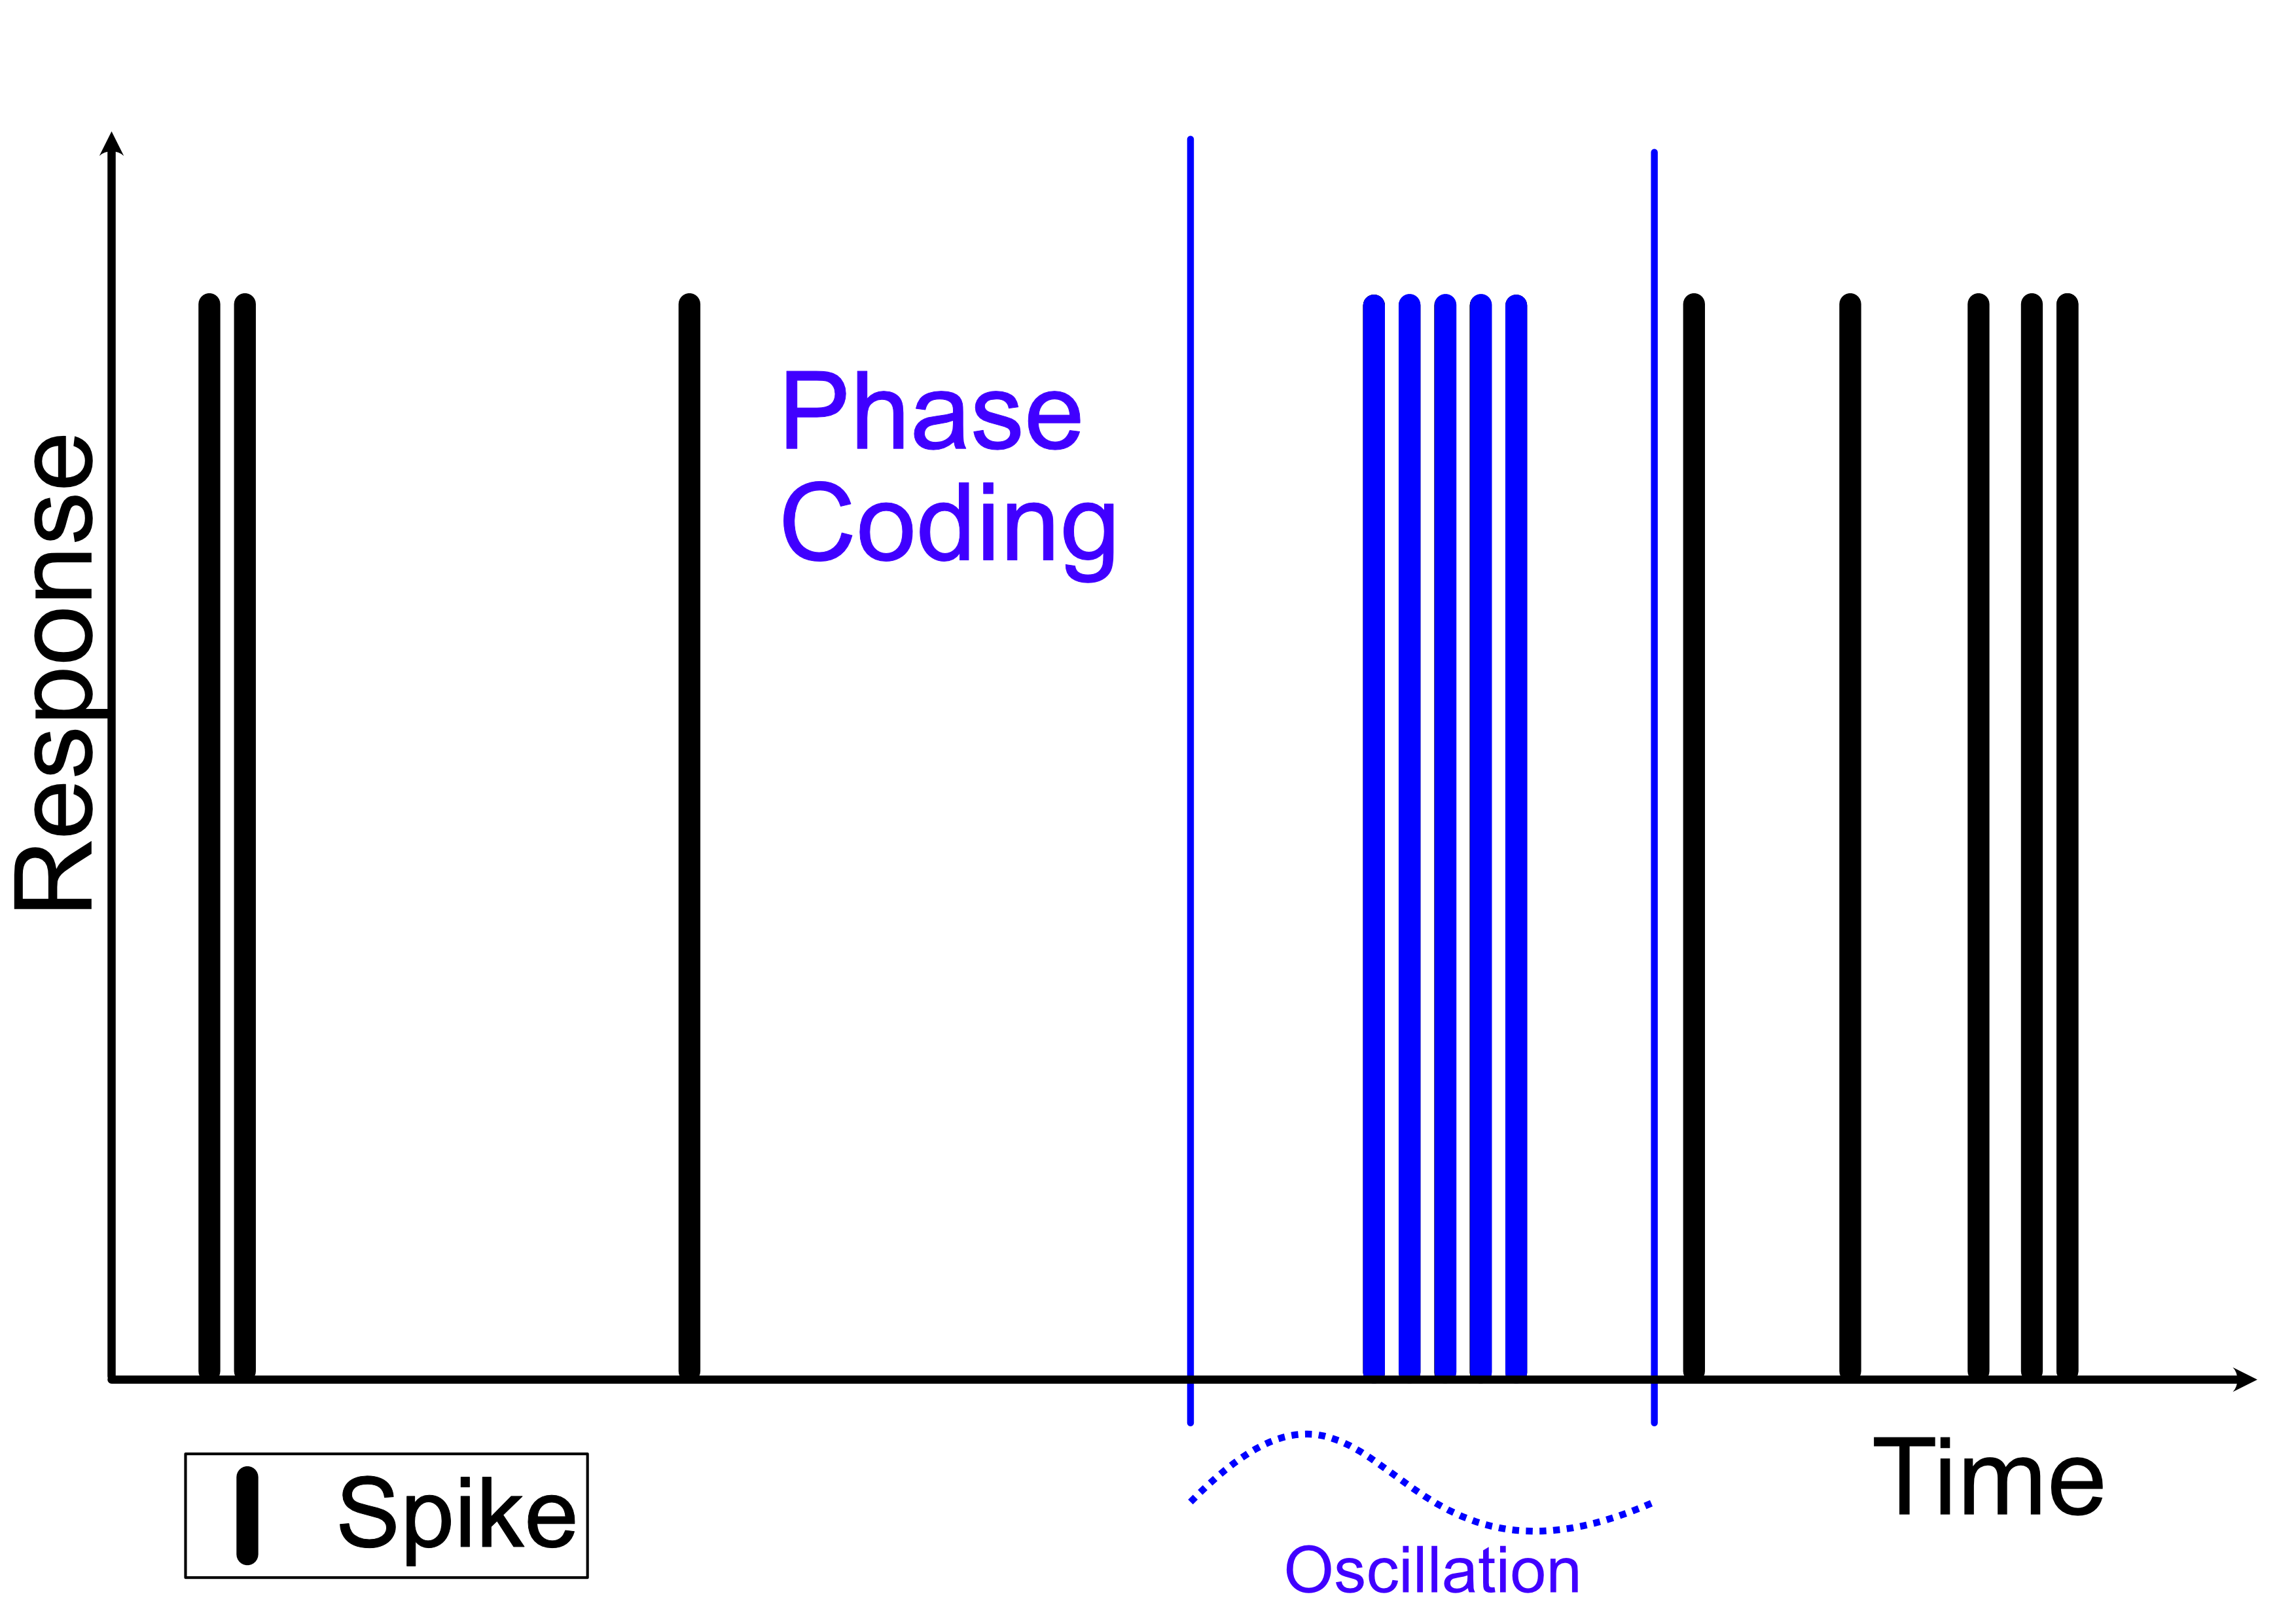 Response
Phase
Coding
Spike
Time
Oscillation